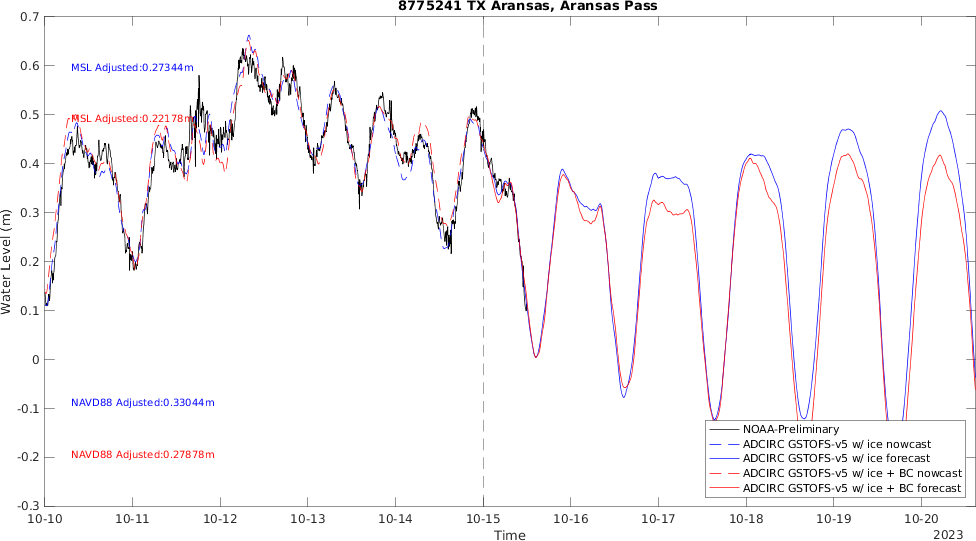 8775241 TX Aransas, Aransas Pass
0.7
0.6
0.5
0.4
0.3
0.2
0.1
0
-0.1
-0.2
-0.3
Water Level (m)
MSL Adjusted:0.27344m
MSL Adjusted:0.22178m
NAVD88 Adjusted:0.33044m
NAVD88 Adjusted:0.27878m
NOAA-Preliminary
ADCIRC GSTOFS-v5 w/ ice nowcast
ADCIRC GSTOFS-v5 w/ ice forecast
ADCIRC GSTOFS-v5 w/ ice + BC nowcast
ADCIRC GSTOFS-v5 w/ ice + BC forecast
10-10 10-11 10-12 10-13 10-14 10-15 10-16 10-17 10-18 10-19 10-20
Time
2023